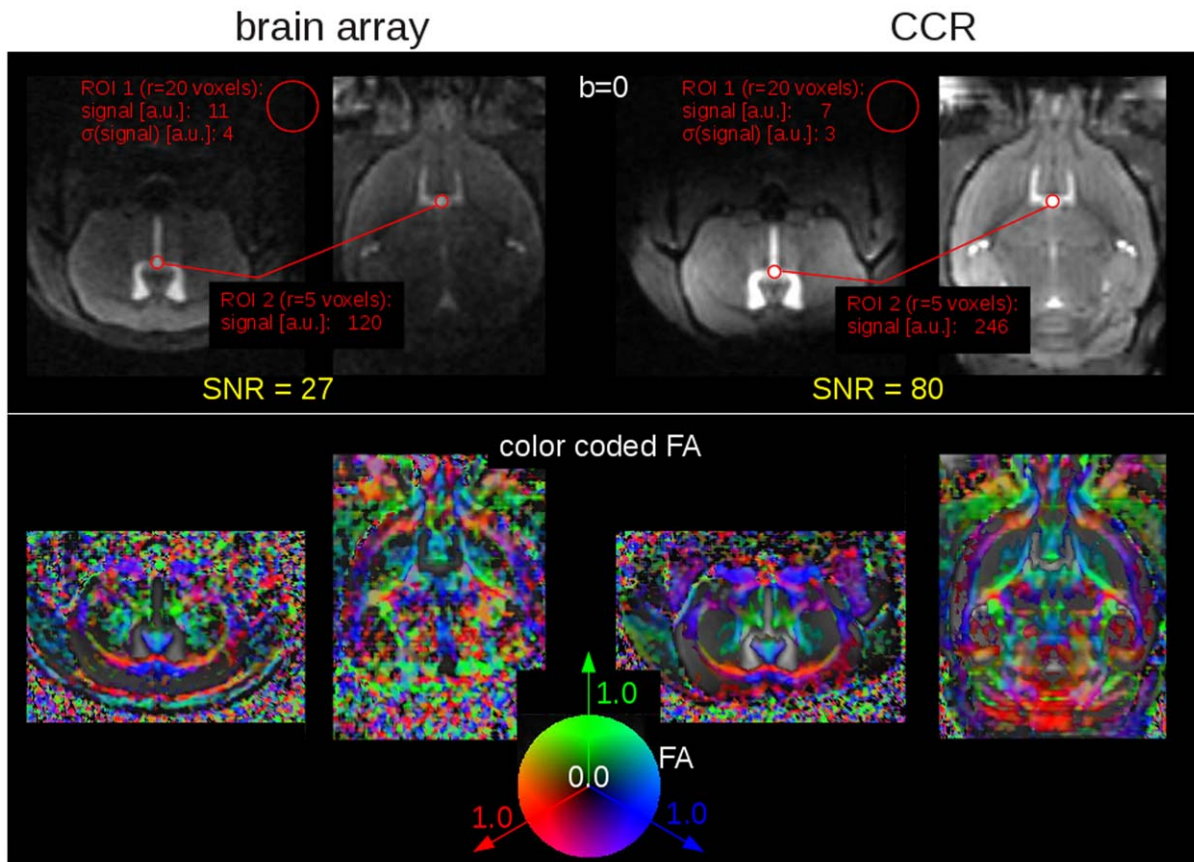 brain array
CCR
ROI 1 (r=20 voxels):
signal [a.u.]: 11
σ(signal) [a.u.]: 4
b=0
ROI 1 (r=20 voxels):
signal [a.u.]: 7
σ(signal) [a.u.]: 3
ROI 2 (r=5 voxels):
signal [a.u.]: 120
ROI 2 (r=5 voxels):
signal [a.u.]: 246
SNR = 27
SNR = 80
color coded FA
1.0
FA
0.0
1.0
1.0